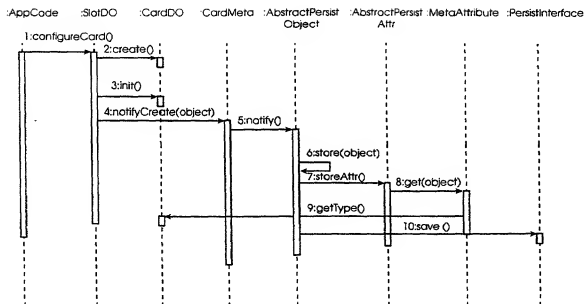 :AppCode :SlotDO :CardDO :CardMeta :AbstractPersist :AbstractPersist :MetaAttribute :PersistInterface
Object Attr
1:configureCard()
2:create()
3:init()
4:notifyCreate(object)
5:notify()
6:store(object)
7:storeAttr()
8:get(object)
9:getType()
10:save ()